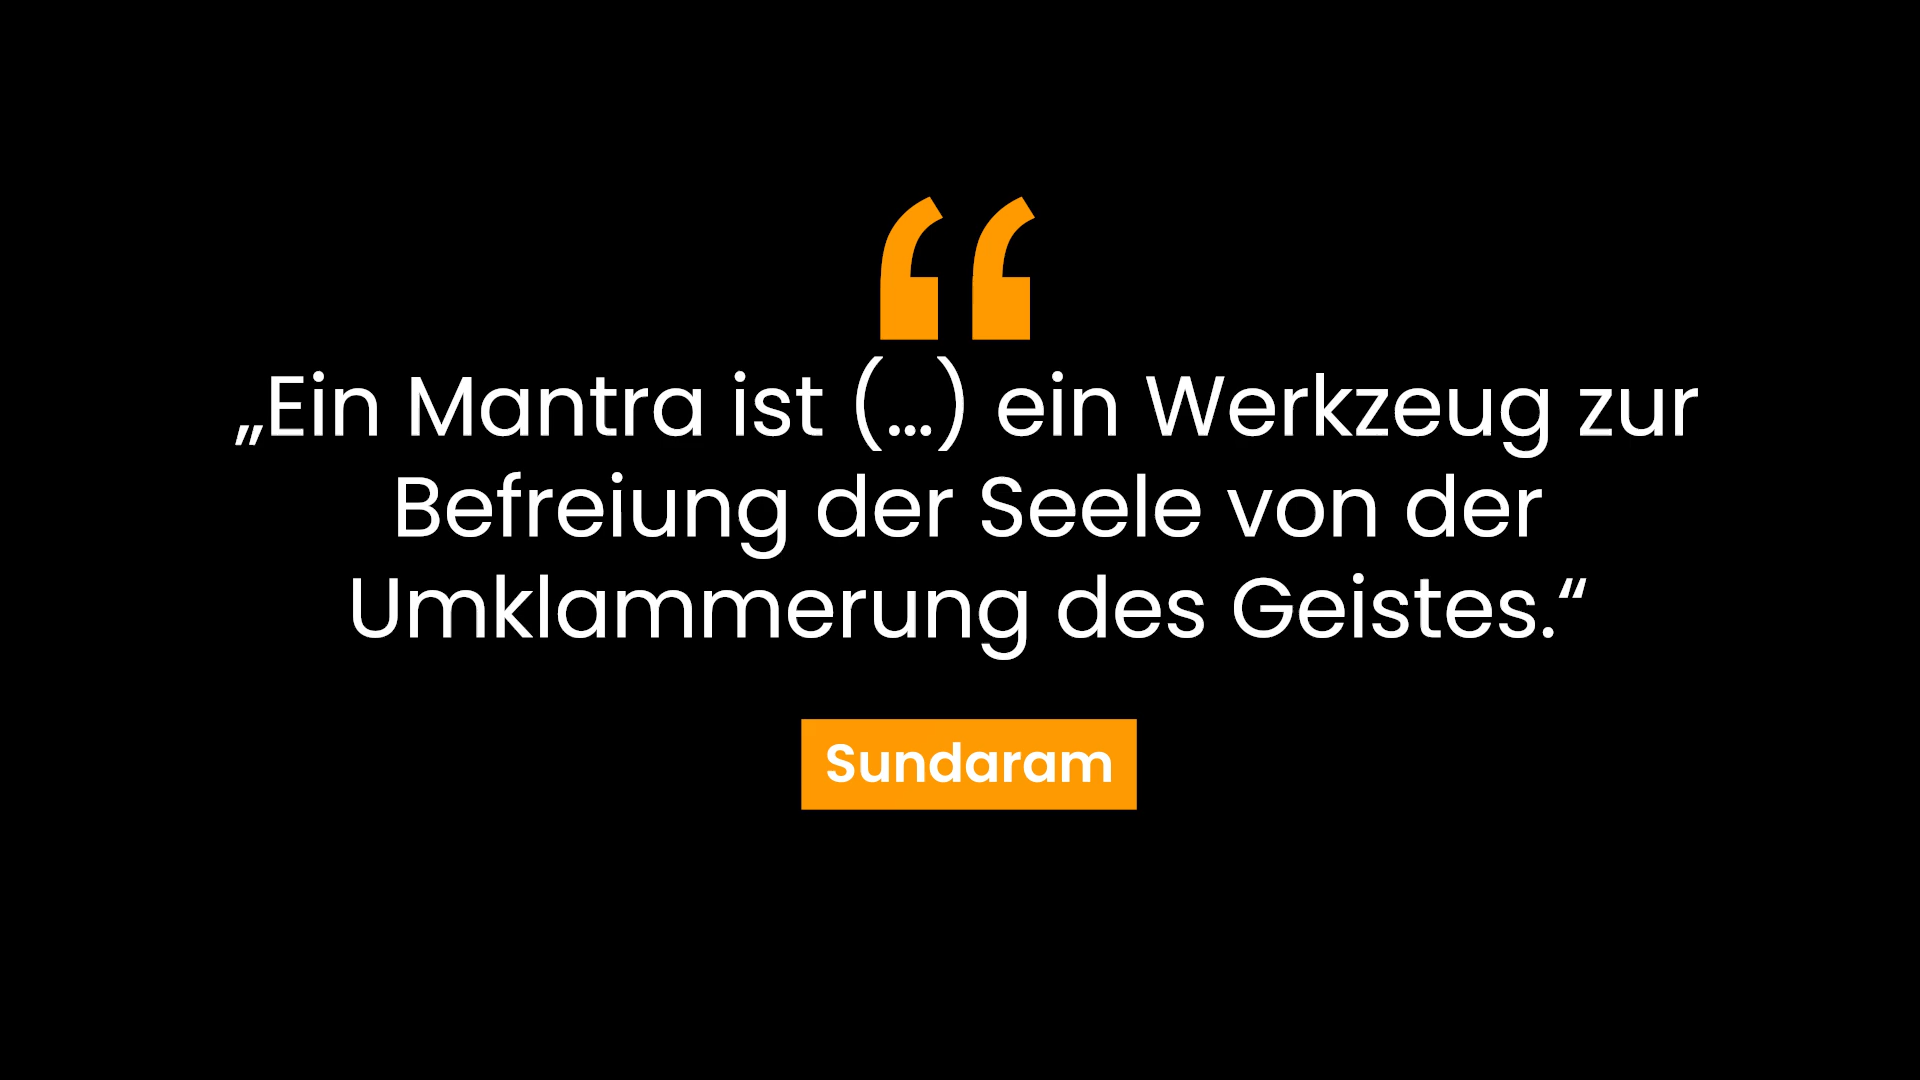 „Ein Mantra ist (…) ein Werkzeug zur
Befreiung der Seele von der
Umklammerung des Geistes.“
Sundaram